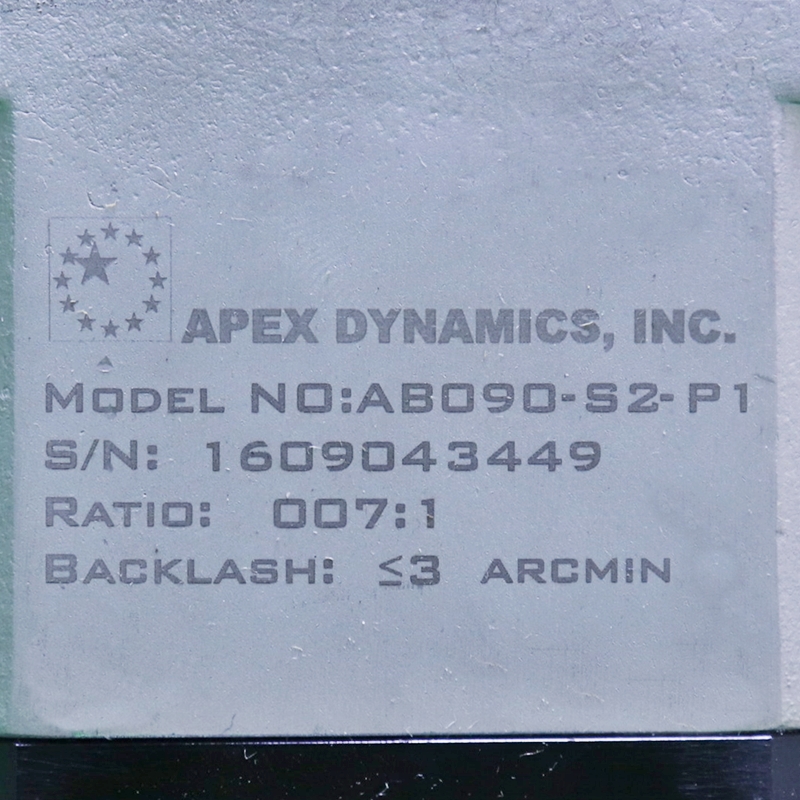 APEX DYNAMICS, INC.
MODEL NO:AB090-S2-P1
S/N: 1609043449
RATIO: 007:1
BACKLASH: ≤3 ARCMIN